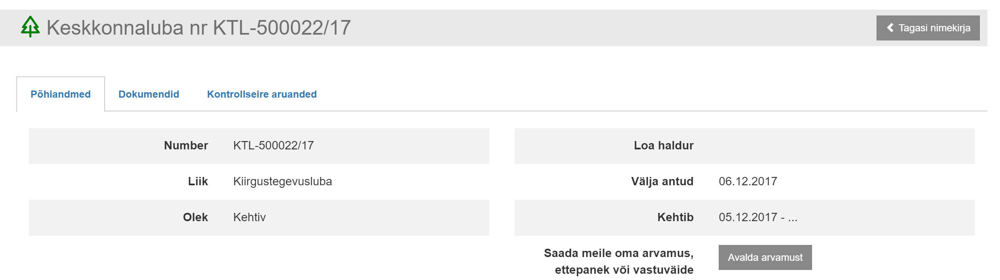 Keskkonnaluba nr KTL-500022/17
Tagasi nimekirja
Põhiandmed
Dokumendid
Kontrollseire aruanded
Number KTL-500022/17
Liik Kiirgustegevusluba
Olek Kehtiv
Loa haldur
Välja antud 06.12.2017
Kehtib 05.12.2017 - ...
Saada meile oma arvamus,
ettepanek või vastuväide
Avalda arvamust